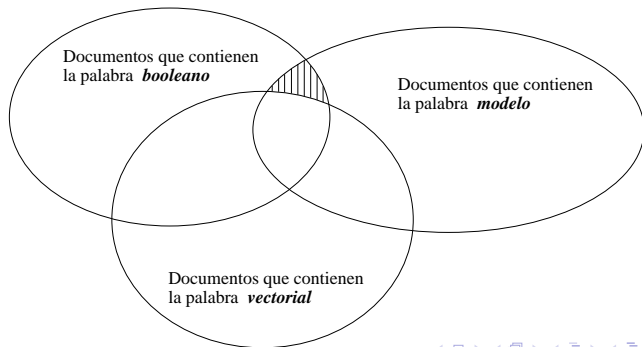 Documentos que contienen
la palabra booleano
Documentos que contienen
la palabra modelo
Documentos que contienen
la palabra vectorial